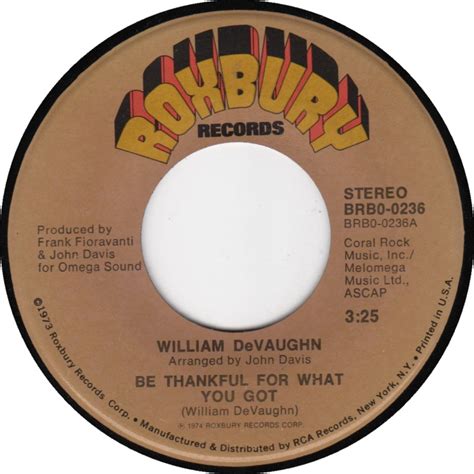 ROXBURY
RECORDS
STEREO
BRBO-0236
BRBO-0236A
Produced by
Frank Fioravanti
& John Davis
for Omega Sound
Coral Rock
Music, Inc./
Melomega
Music Ltd.,
ASCAP
3:25
WILLIAM DeVAUGHN
Arranged by John Davis
BE THANKFUL FOR WHAT
YOU GOT
(William DeVaughn)
℗ 1974 ROXBURY RECORDS CORP.
©1973 Roxbury Records Corp. • Manufactured & Distributed by RCA Records, New York, N.Y. • Printed in U.S.A.